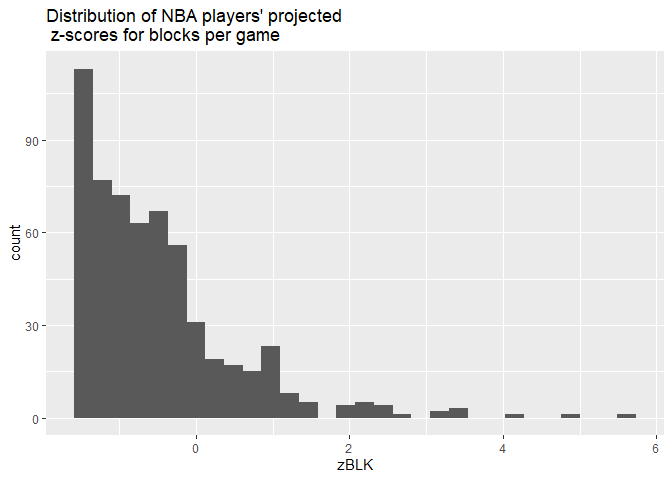 Distribution of NBA players' projected
z-scores for blocks per game
90
60
30
0
count
0 2 4 6
zBLK